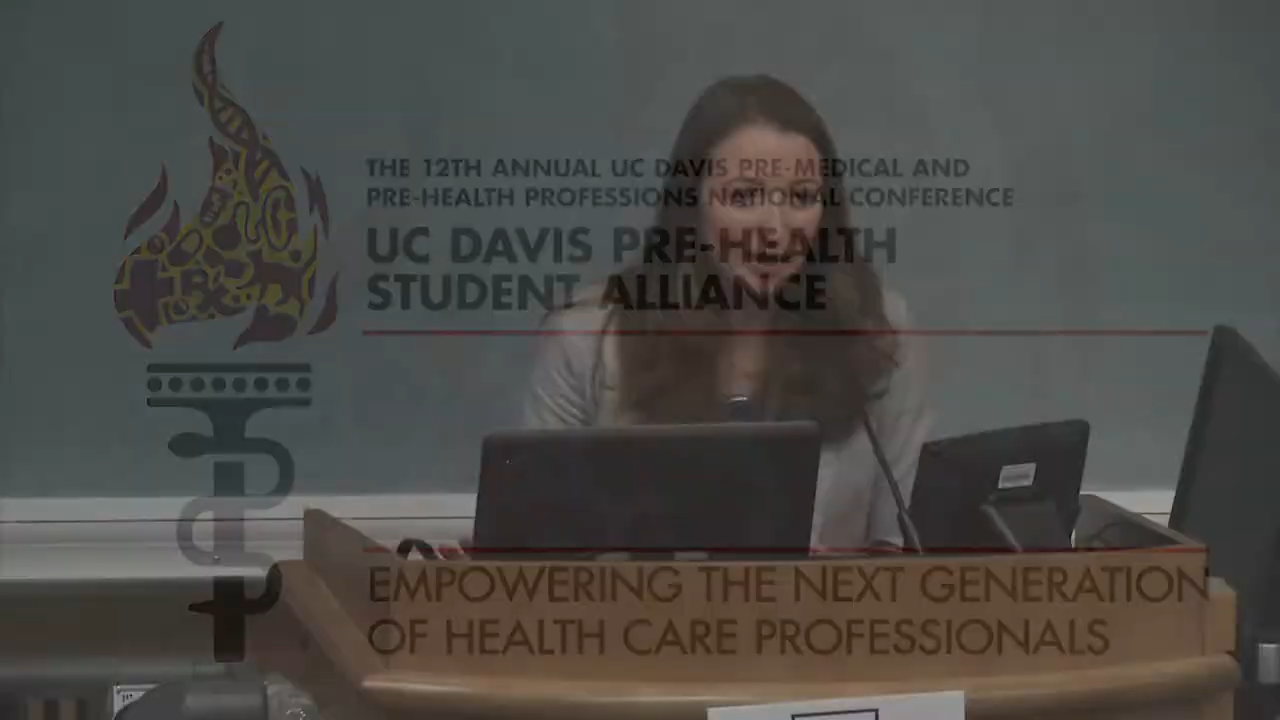 THE 12TH ANNUAL UC DAVIS PRE-MEDICAL AND
PRE-HEALTH PROFESSIONS NATIONAL CONFERENCE
UC DAVIS PRE-HEALTH
STUDENT ALLIANCE
EMPOWERING THE NEXT GENERATION
OF HEALTH CARE PROFESSIONALS